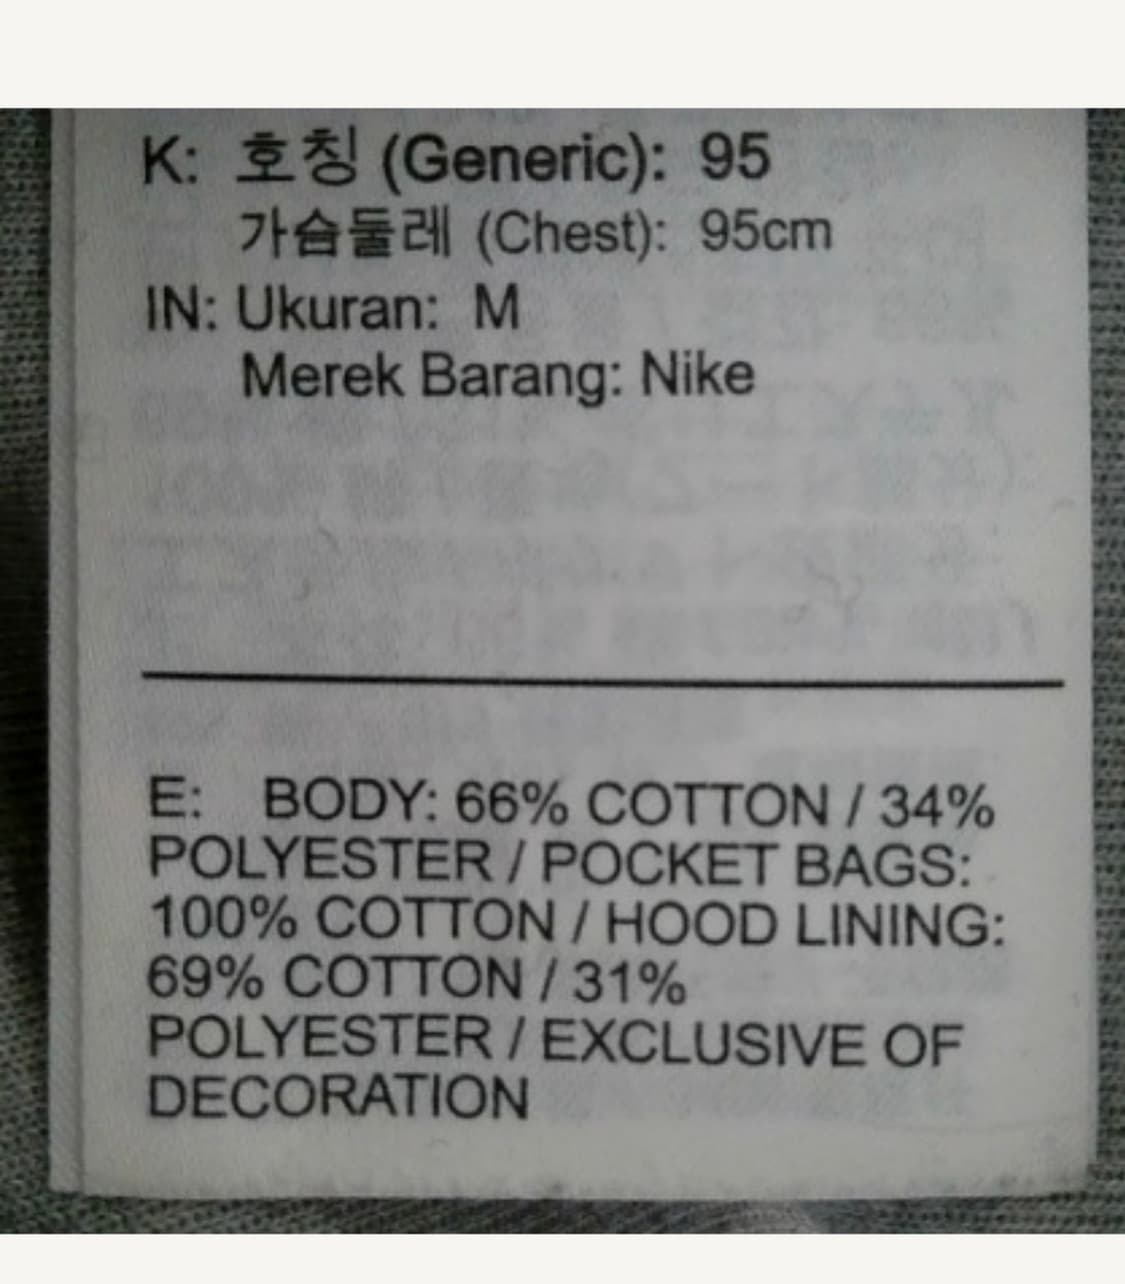 K: 호칭 (Generic): 95
가슴둘레 (Chest): 95cm
IN: Ukuran: M
Merek Barang: Nike
E: BODY: 66% COTTON / 34%
POLYESTER / POCKET BAGS:
100% COTTON / HOOD LINING:
69% COTTON / 31%
POLYESTER / EXCLUSIVE OF
DECORATION